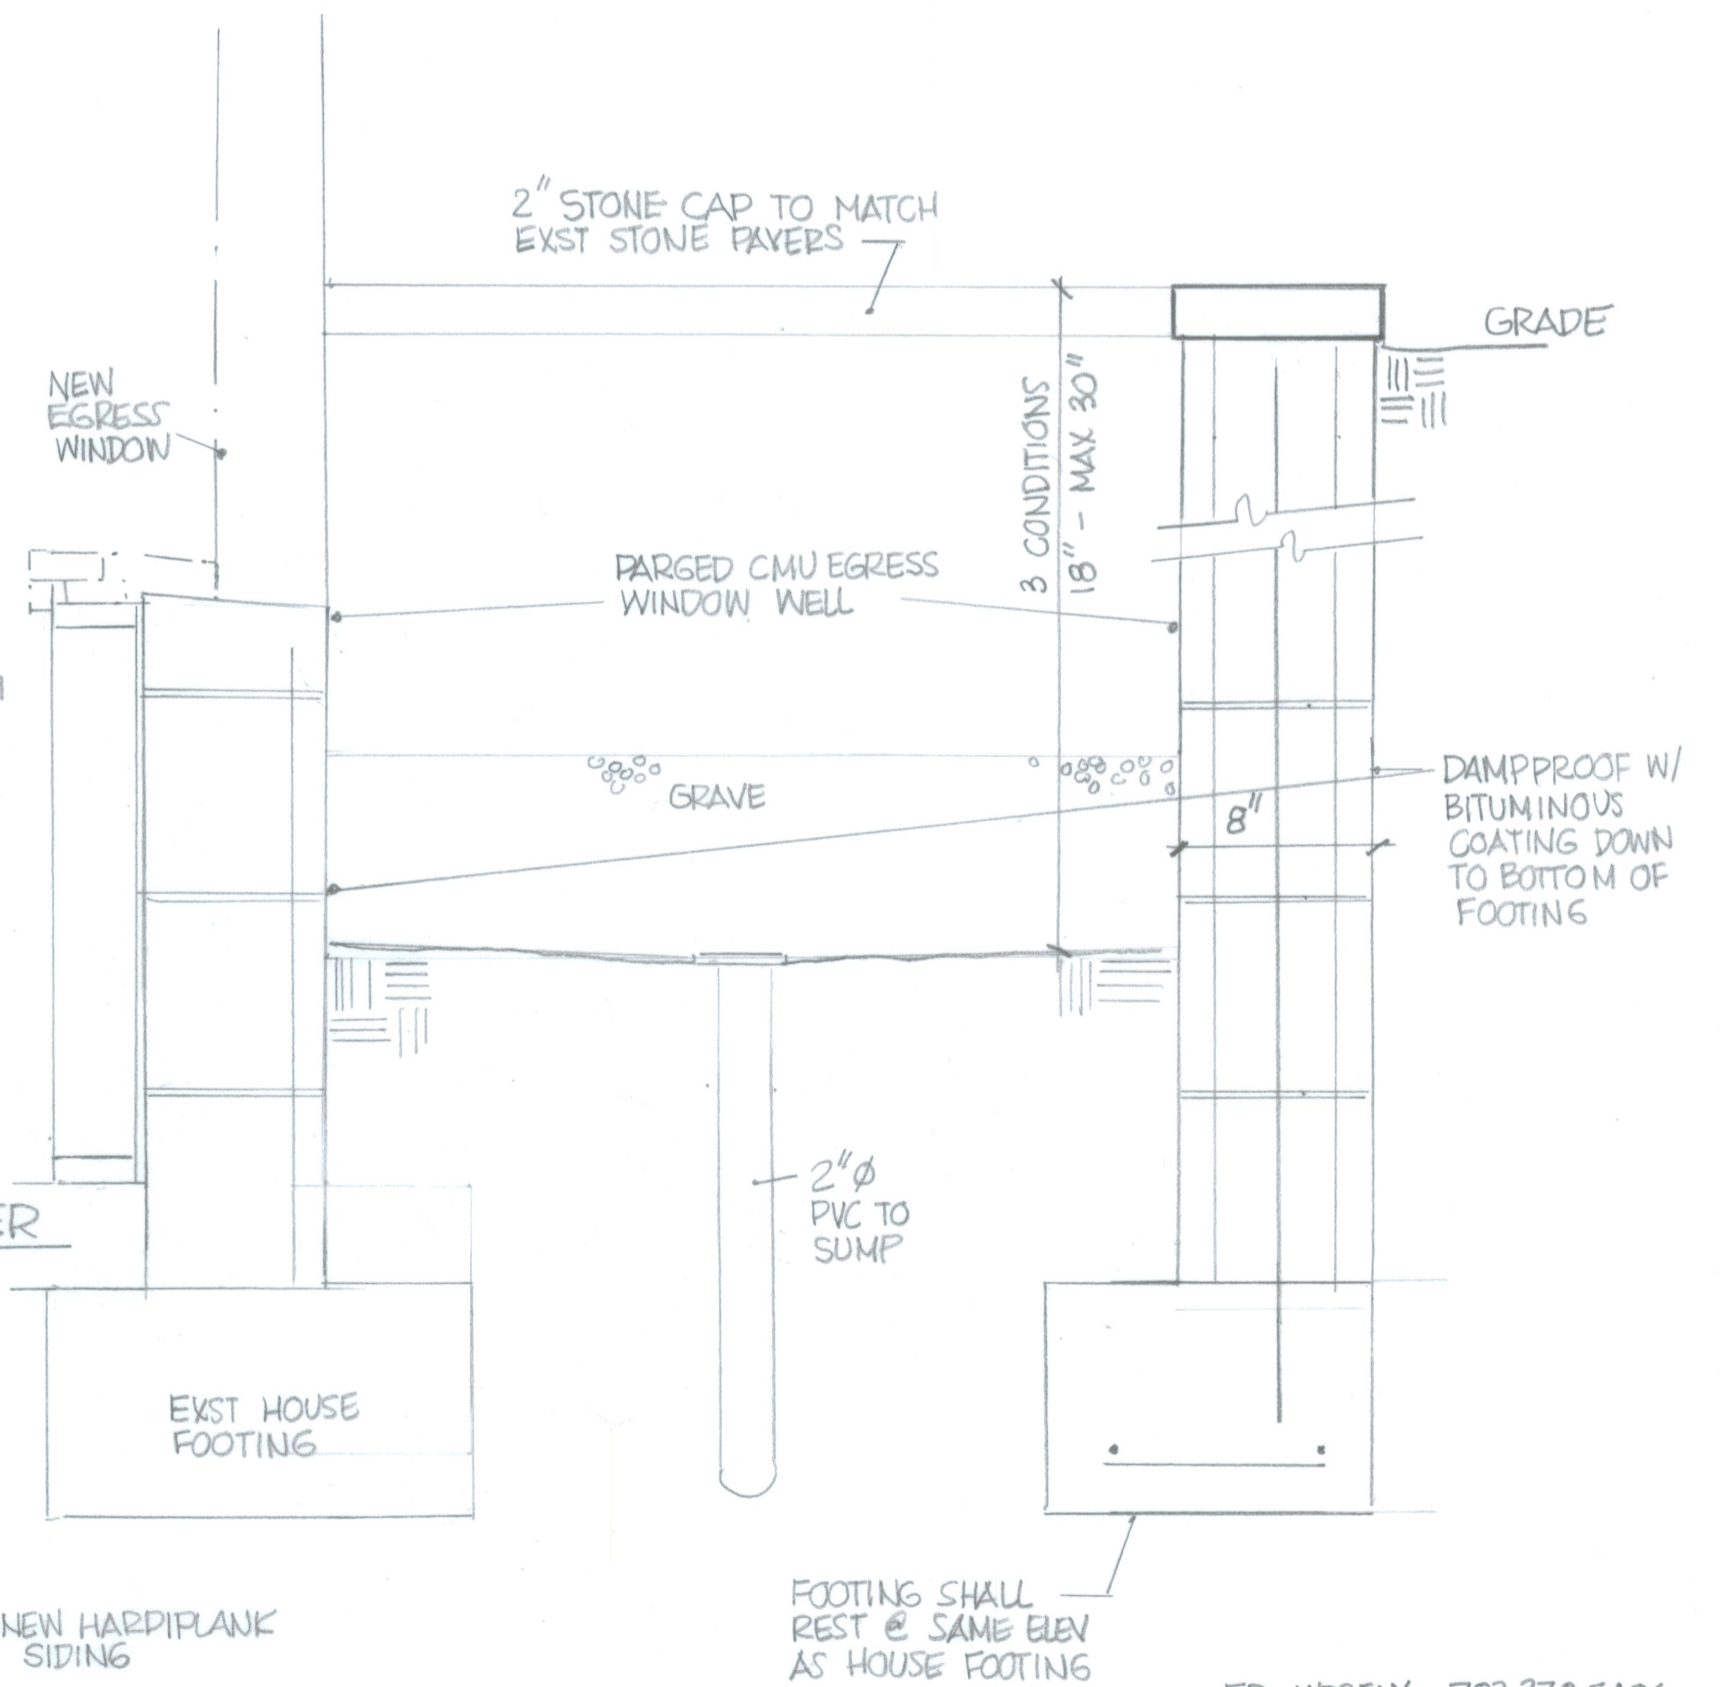 2" STONE CAP TO MATCH
EXST STONE PAVERS
GRADE
NEW
EGRESS
WINDOW
3 CONDITIONS
18" - MAX 30"
PARGED CMU EGRESS
WINDOW WELL
GRAVE
8"
DAMPPROOF W/
BITUMINOUS
COATING DOWN
TO BOTTOM OF
FOOTING
2"Ø
PVC TO
SUMP
ER
EXST HOUSE
FOOTING
FOOTING SHALL
REST @ SAME ELEV
AS HOUSE FOOTING
NEW HARDIPLANK
SIDING